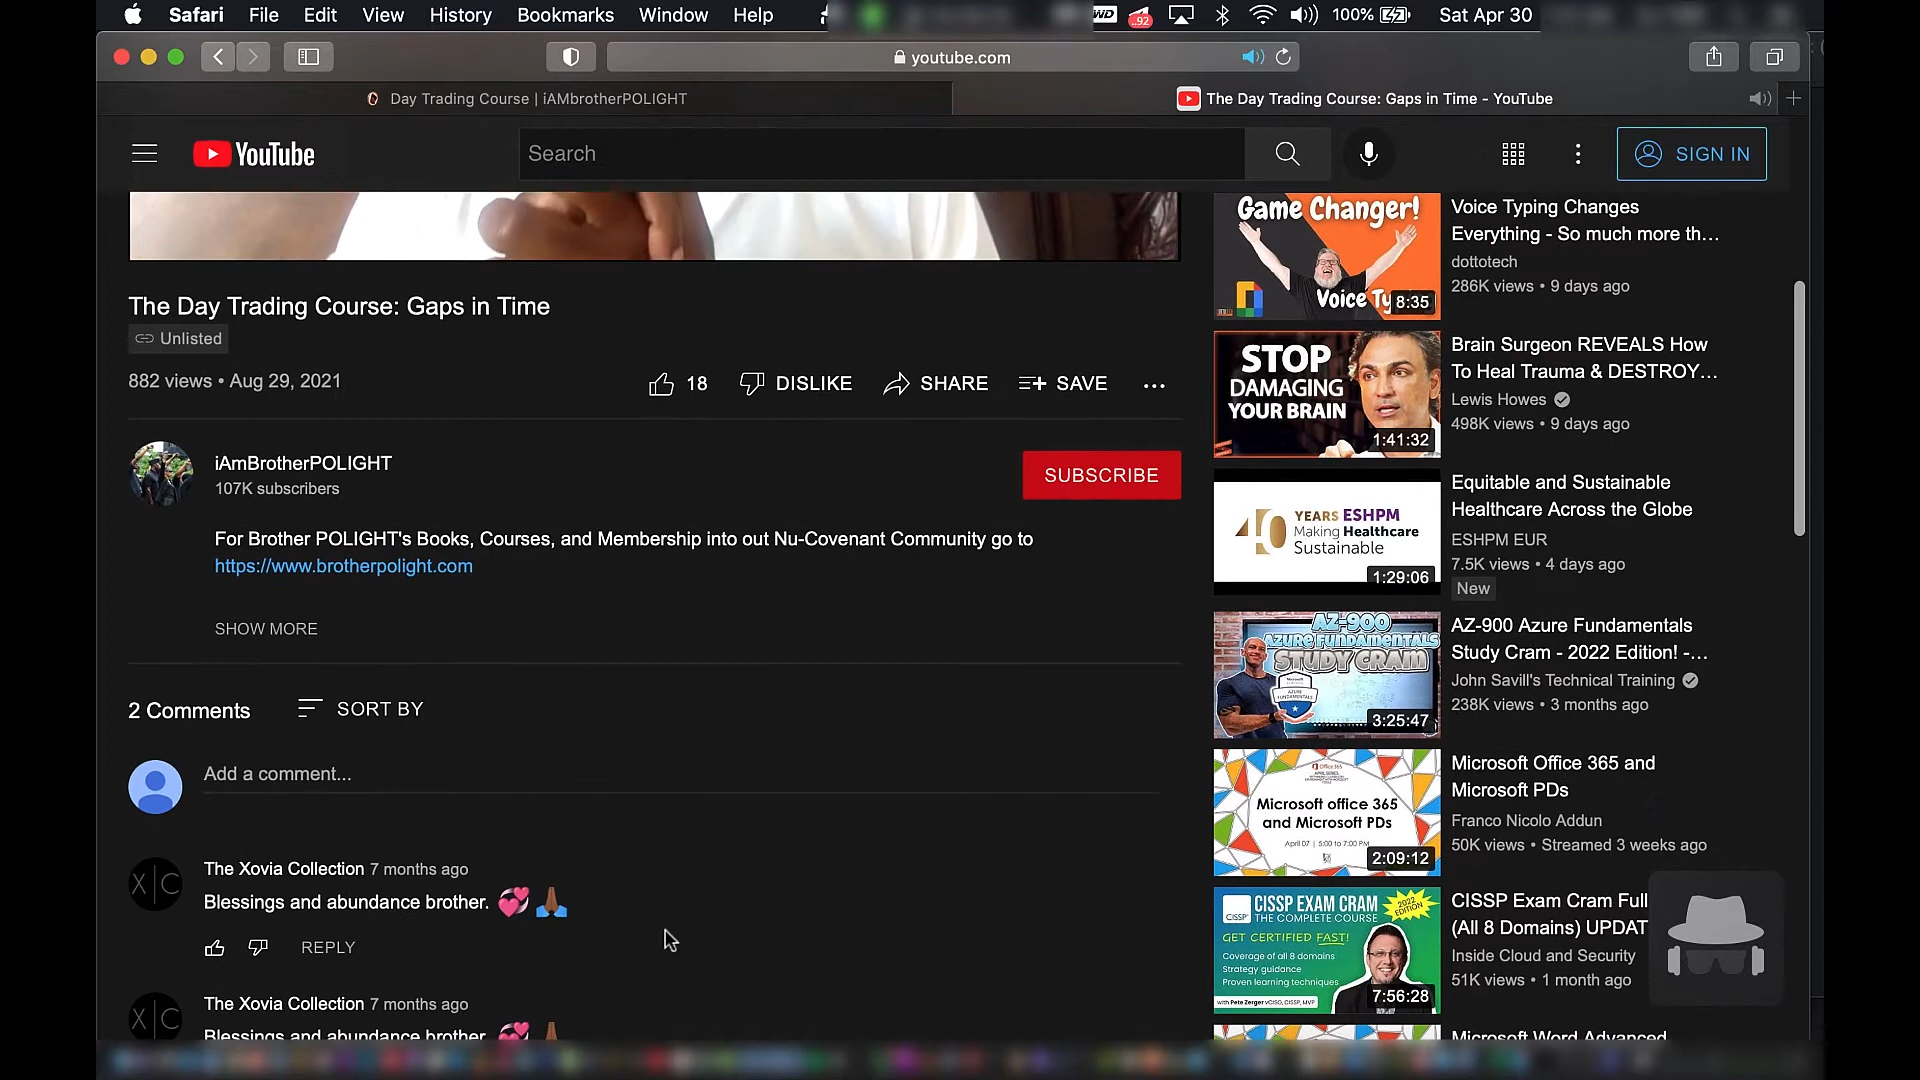 Safari File Edit View History Bookmarks Window Help
100% Sat Apr 30
youtube.com
Day Trading Course | iAMbrotherPOLIGHT
The Day Trading Course: Gaps in Time - YouTube
YouTube
Search
SIGN IN
The Day Trading Course: Gaps in Time
Unlisted
882 views • Aug 29, 2021
18 DISLIKE SHARE SAVE
iAmBrotherPOLIGHT
107K subscribers
SUBSCRIBE
For Brother POLIGHT's Books, Courses, and Membership into out Nu-Covenant Community go to
https://www.brotherpolight.com
SHOW MORE
2 Comments SORT BY
Add a comment...
X|C
The Xovia Collection 7 months ago
Blessings and abundance brother.
REPLY
X|C
The Xovia Collection 7 months ago
Blessings and abundance brother.
Game Changer!
Voice Ty
8:35
Voice Typing Changes
Everything - So much more th...
dottotech
286K views • 9 days ago
STOP
DAMAGING
YOUR BRAIN
1:41:32
Brain Surgeon REVEALS How
To Heal Trauma & DESTROY...
Lewis Howes
498K views • 9 days ago
40 YEARS ESHPM
Making Healthcare
Sustainable
1:29:06
Equitable and Sustainable
Healthcare Across the Globe
ESHPM EUR
7.5K views • 4 days ago
New
AZ-900
AZURE FUNDAMENTALS
STUDY CRAM
3:25:47
AZ-900 Azure Fundamentals
Study Cram - 2022 Edition! -...
John Savill's Technical Training
238K views • 3 months ago
Office 365
Microsoft office 365
and Microsoft PDs
April 07 | 5:00 to 7:00 PM
2:09:12
Microsoft Office 365 and
Microsoft PDs
Franco Nicolo Addun
50K views • Streamed 3 weeks ago
CISSP
CISSP EXAM CRAM
THE COMPLETE COURSE
2022
EDITION!
GET CERTIFIED FAST!
Coverage of all 8 domains
Strategy guidance
Proven learning techniques
with Pete Zerger vCISO, CISSP, MVP
7:56:28
CISSP Exam Cram Full
(All 8 Domains) UPDAT
Inside Cloud and Security
51K views • 1 month ago
Microsoft Word Advanced